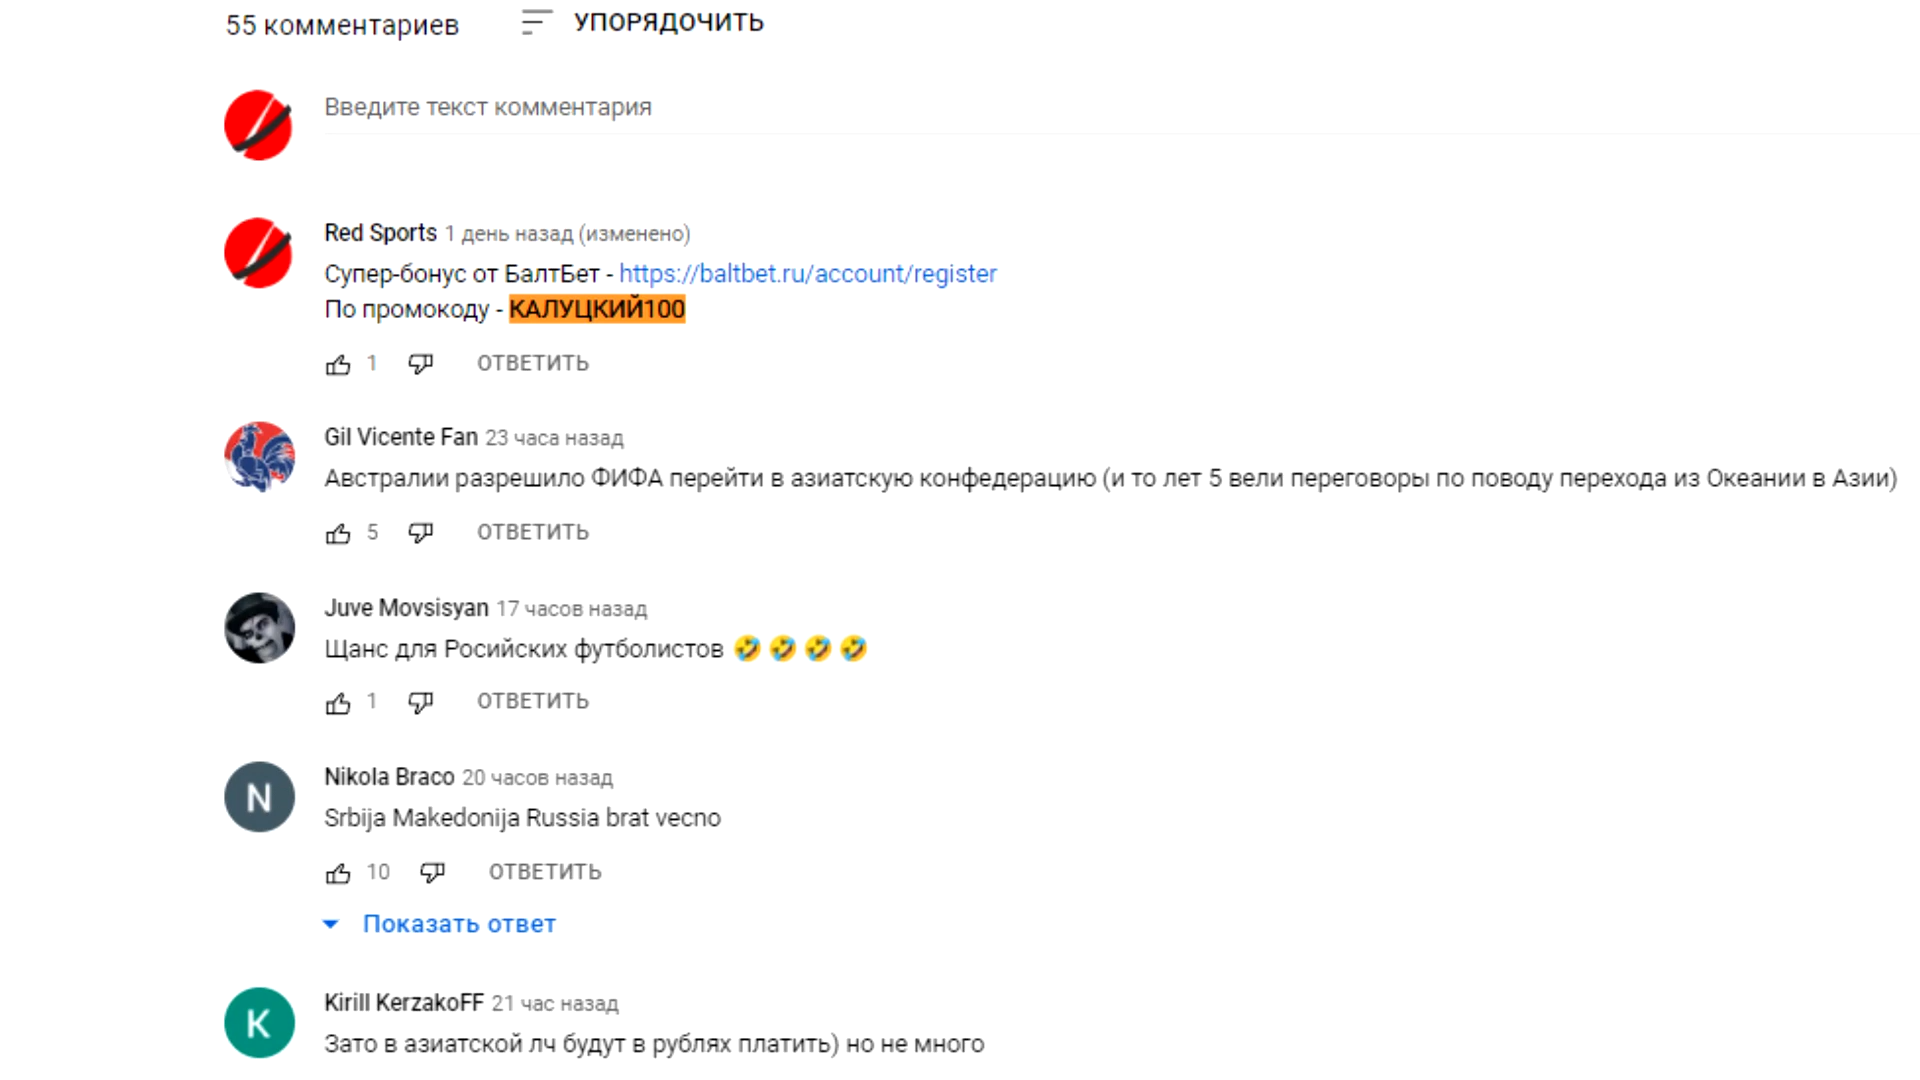 55 комментариев УПОРЯДОЧИТЬ
Введите текст комментария
Red Sports 1 день назад (изменено)
Супер-бонус от БалтБет - https://baltbet.ru/account/register
По промокоду - КАЛУЦКИЙ100
1 ОТВЕТИТЬ
Gil Vicente Fan 23 часа назад
Австралии разрешило ФИФА перейти в азиатскую конфедерацию (и то лет 5 вели переговоры по поводу перехода из Океании в Азии)
5 ОТВЕТИТЬ
Juve Movsisyan 17 часов назад
Щанс для Росийских футболистов 🤣 🤣 🤣 🤣
1 ОТВЕТИТЬ
N
Nikola Braco 20 часов назад
Srbija Makedonija Russia brat vecno
10 ОТВЕТИТЬ
Показать ответ
K
Kirill KerzakoFF 21 час назад
Зато в азиатской лч будут в рублях платить) но не много